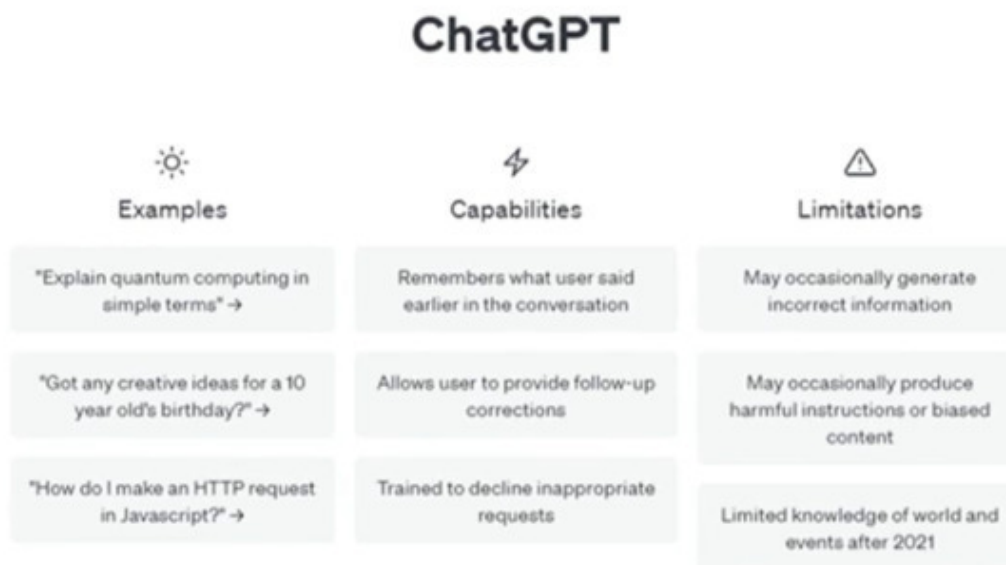 ChatGPT
Examples
"Explain quantum computing in
simple terms" →
"Got any creative ideas for a 10
year old's birthday?" →
"How do I make an HTTP request
in Javascript?" →
Capabilities
Remembers what user said
earlier in the conversation
Allows user to provide follow-up
corrections
Trained to decline inappropriate
requests
Limitations
May occasionally generate
incorrect information
May occasionally produce
harmful instructions or biased
content
Limited knowledge of world and
events after 2021